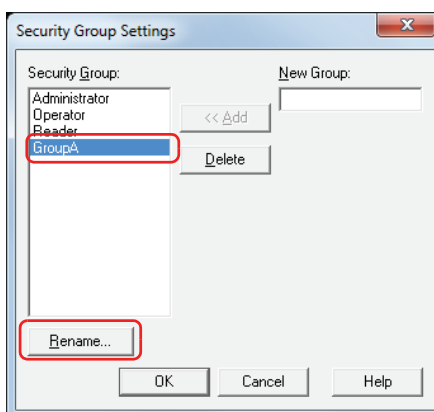 Security Group Settings
Security Group:
New Group:
Administrator
Operator
Reader
GroupA
<< Add
Delete
Rename...
OK
Cancel
Help